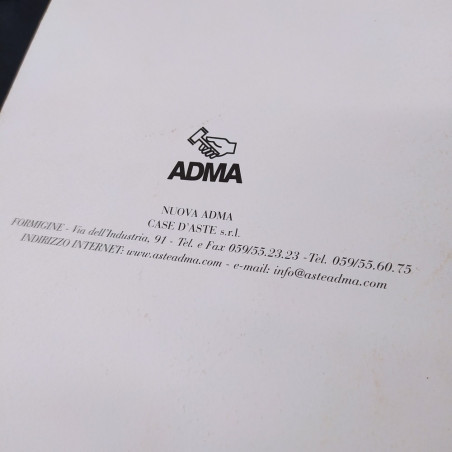 ADMA
NUOVA ADMA
CASE D'ASTE s.r.l.
FORMIGINE - Via dell'Industria, 91 - Tel. e Fax 059/55.23.23 -Tel. 059/55.60.75
INDIRIZZO INTERNET: www.asteadma.com - e-mail: info@asteadma.com